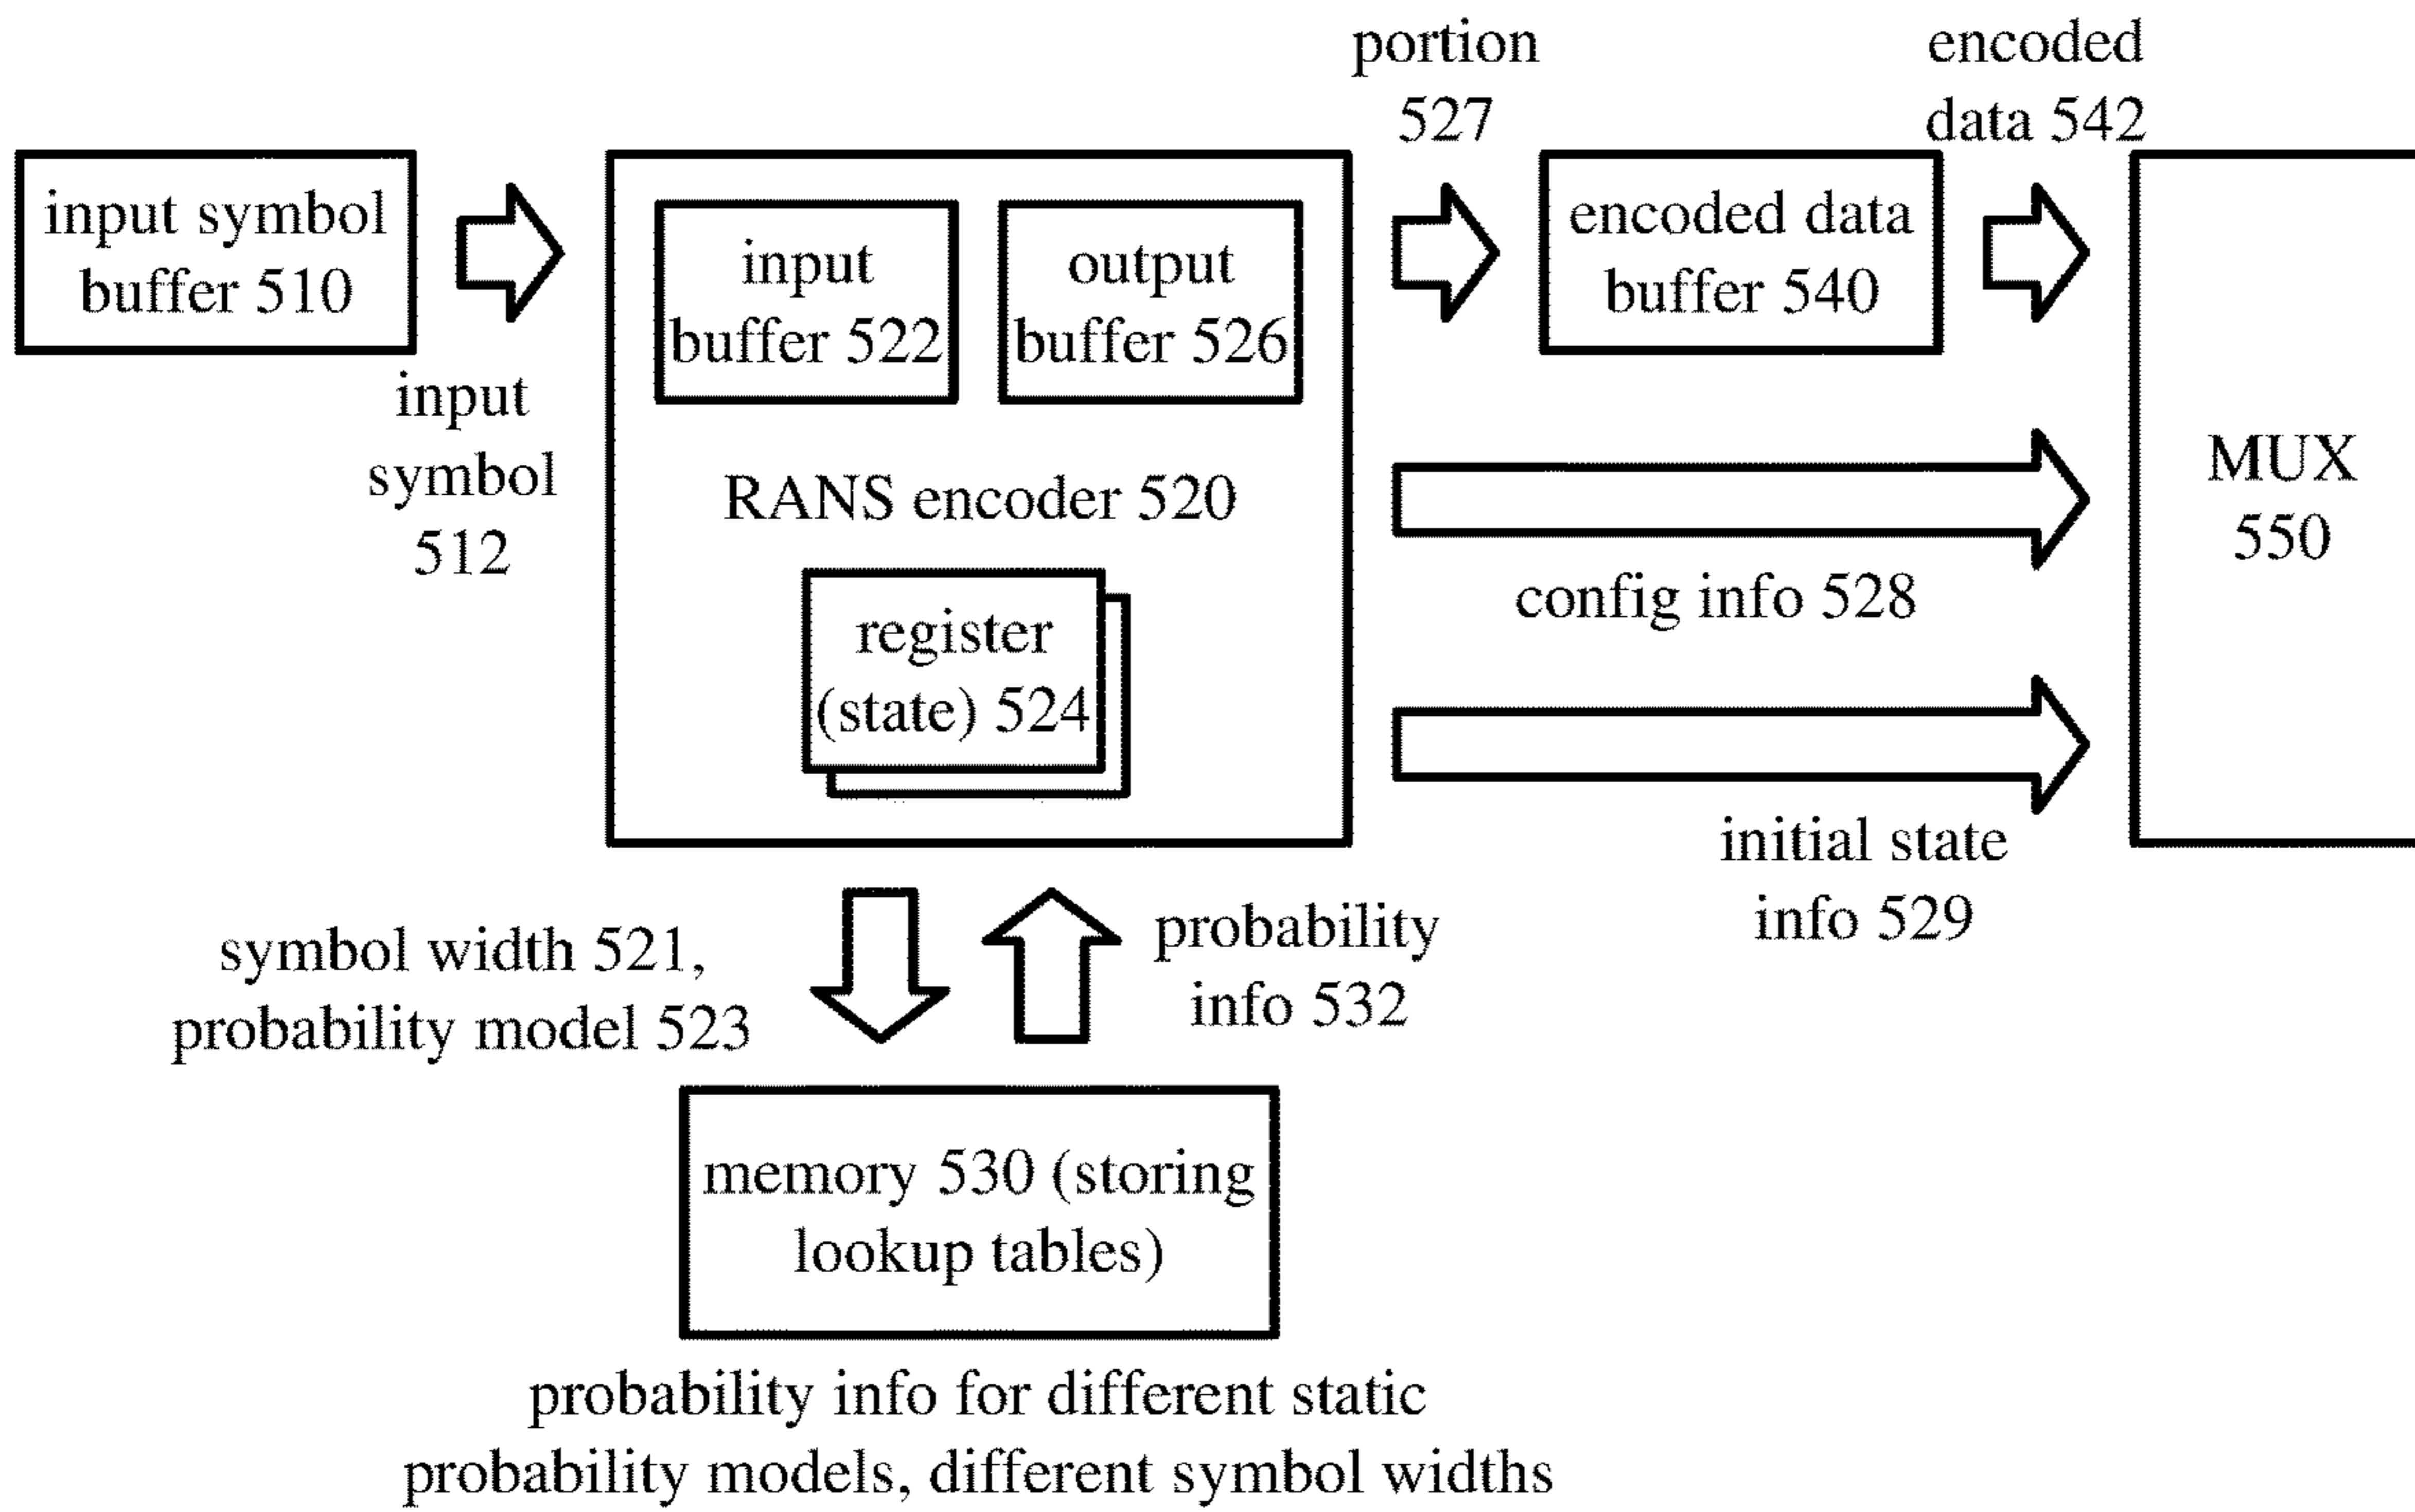 portion
527
encoded
data 542
input symbol
buffer 510
input
symbol
512
input
buffer 522
output
buffer 526
RANS encoder 520
register
(state) 524
encoded data
buffer 540
MUX
550
config info 528
initial state
info 529
symbol width 521,
probability model 523
probability
info 532
memory 530 (storing
lookup tables)
probability info for different static
probability models, different symbol widths